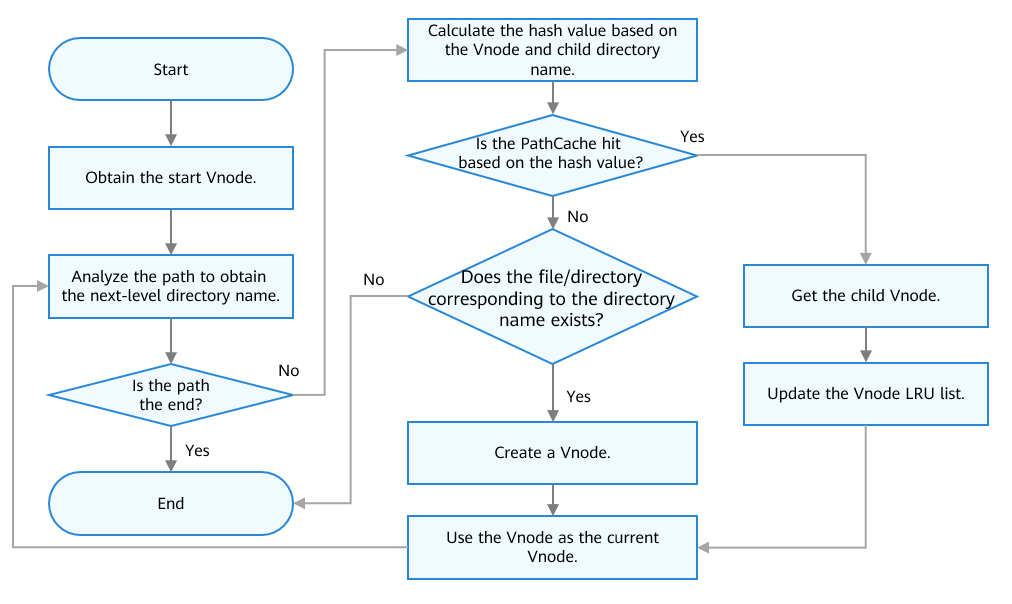 Start
Obtain the start Vnode.
Analyze the path to obtain
the next-level directory name.
Is the path
the end?
No
Yes
End
Calculate the hash value based on
the Vnode and child directory
name.
Is the PathCache hit
based on the hash value?
Yes
No
Does the file/directory
corresponding to the directory
name exists?
No
Yes
Create a Vnode.
Use the Vnode as the current
Vnode.
Get the child Vnode.
Update the Vnode LRU list.